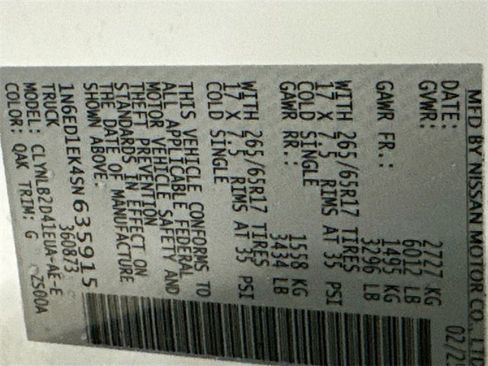 MFD BY NISSAN MOTOR CO., LTD
DATE: 02/25
GVWR: 2727 KG
6012 LB
GAWR FR.: 1495 KG
3296 LB
WITH 265/65R17 TIRES
17 X 7.5 RIMS AT 35 PSI
COLD SINGLE
GAWR RR.: 1558 KG
3434 LB
WITH 265/65R17 TIRES
17 X 7.5 RIMS AT 35 PSI
COLD SINGLE
THIS VEHICLE CONFORMS TO
ALL APPLICABLE FEDERAL
MOTOR VEHICLE SAFETY AND
THEFT PREVENTION
STANDARDS IN EFFECT ON
THE DATE OF MANUFACTURE
SHOWN ABOVE.
1N6ED1EK4SN635915
TRUCK 360873
MODEL: CLYNLB2D41EUA-AE-E
COLOR: QAK TRIM: G ZS00A